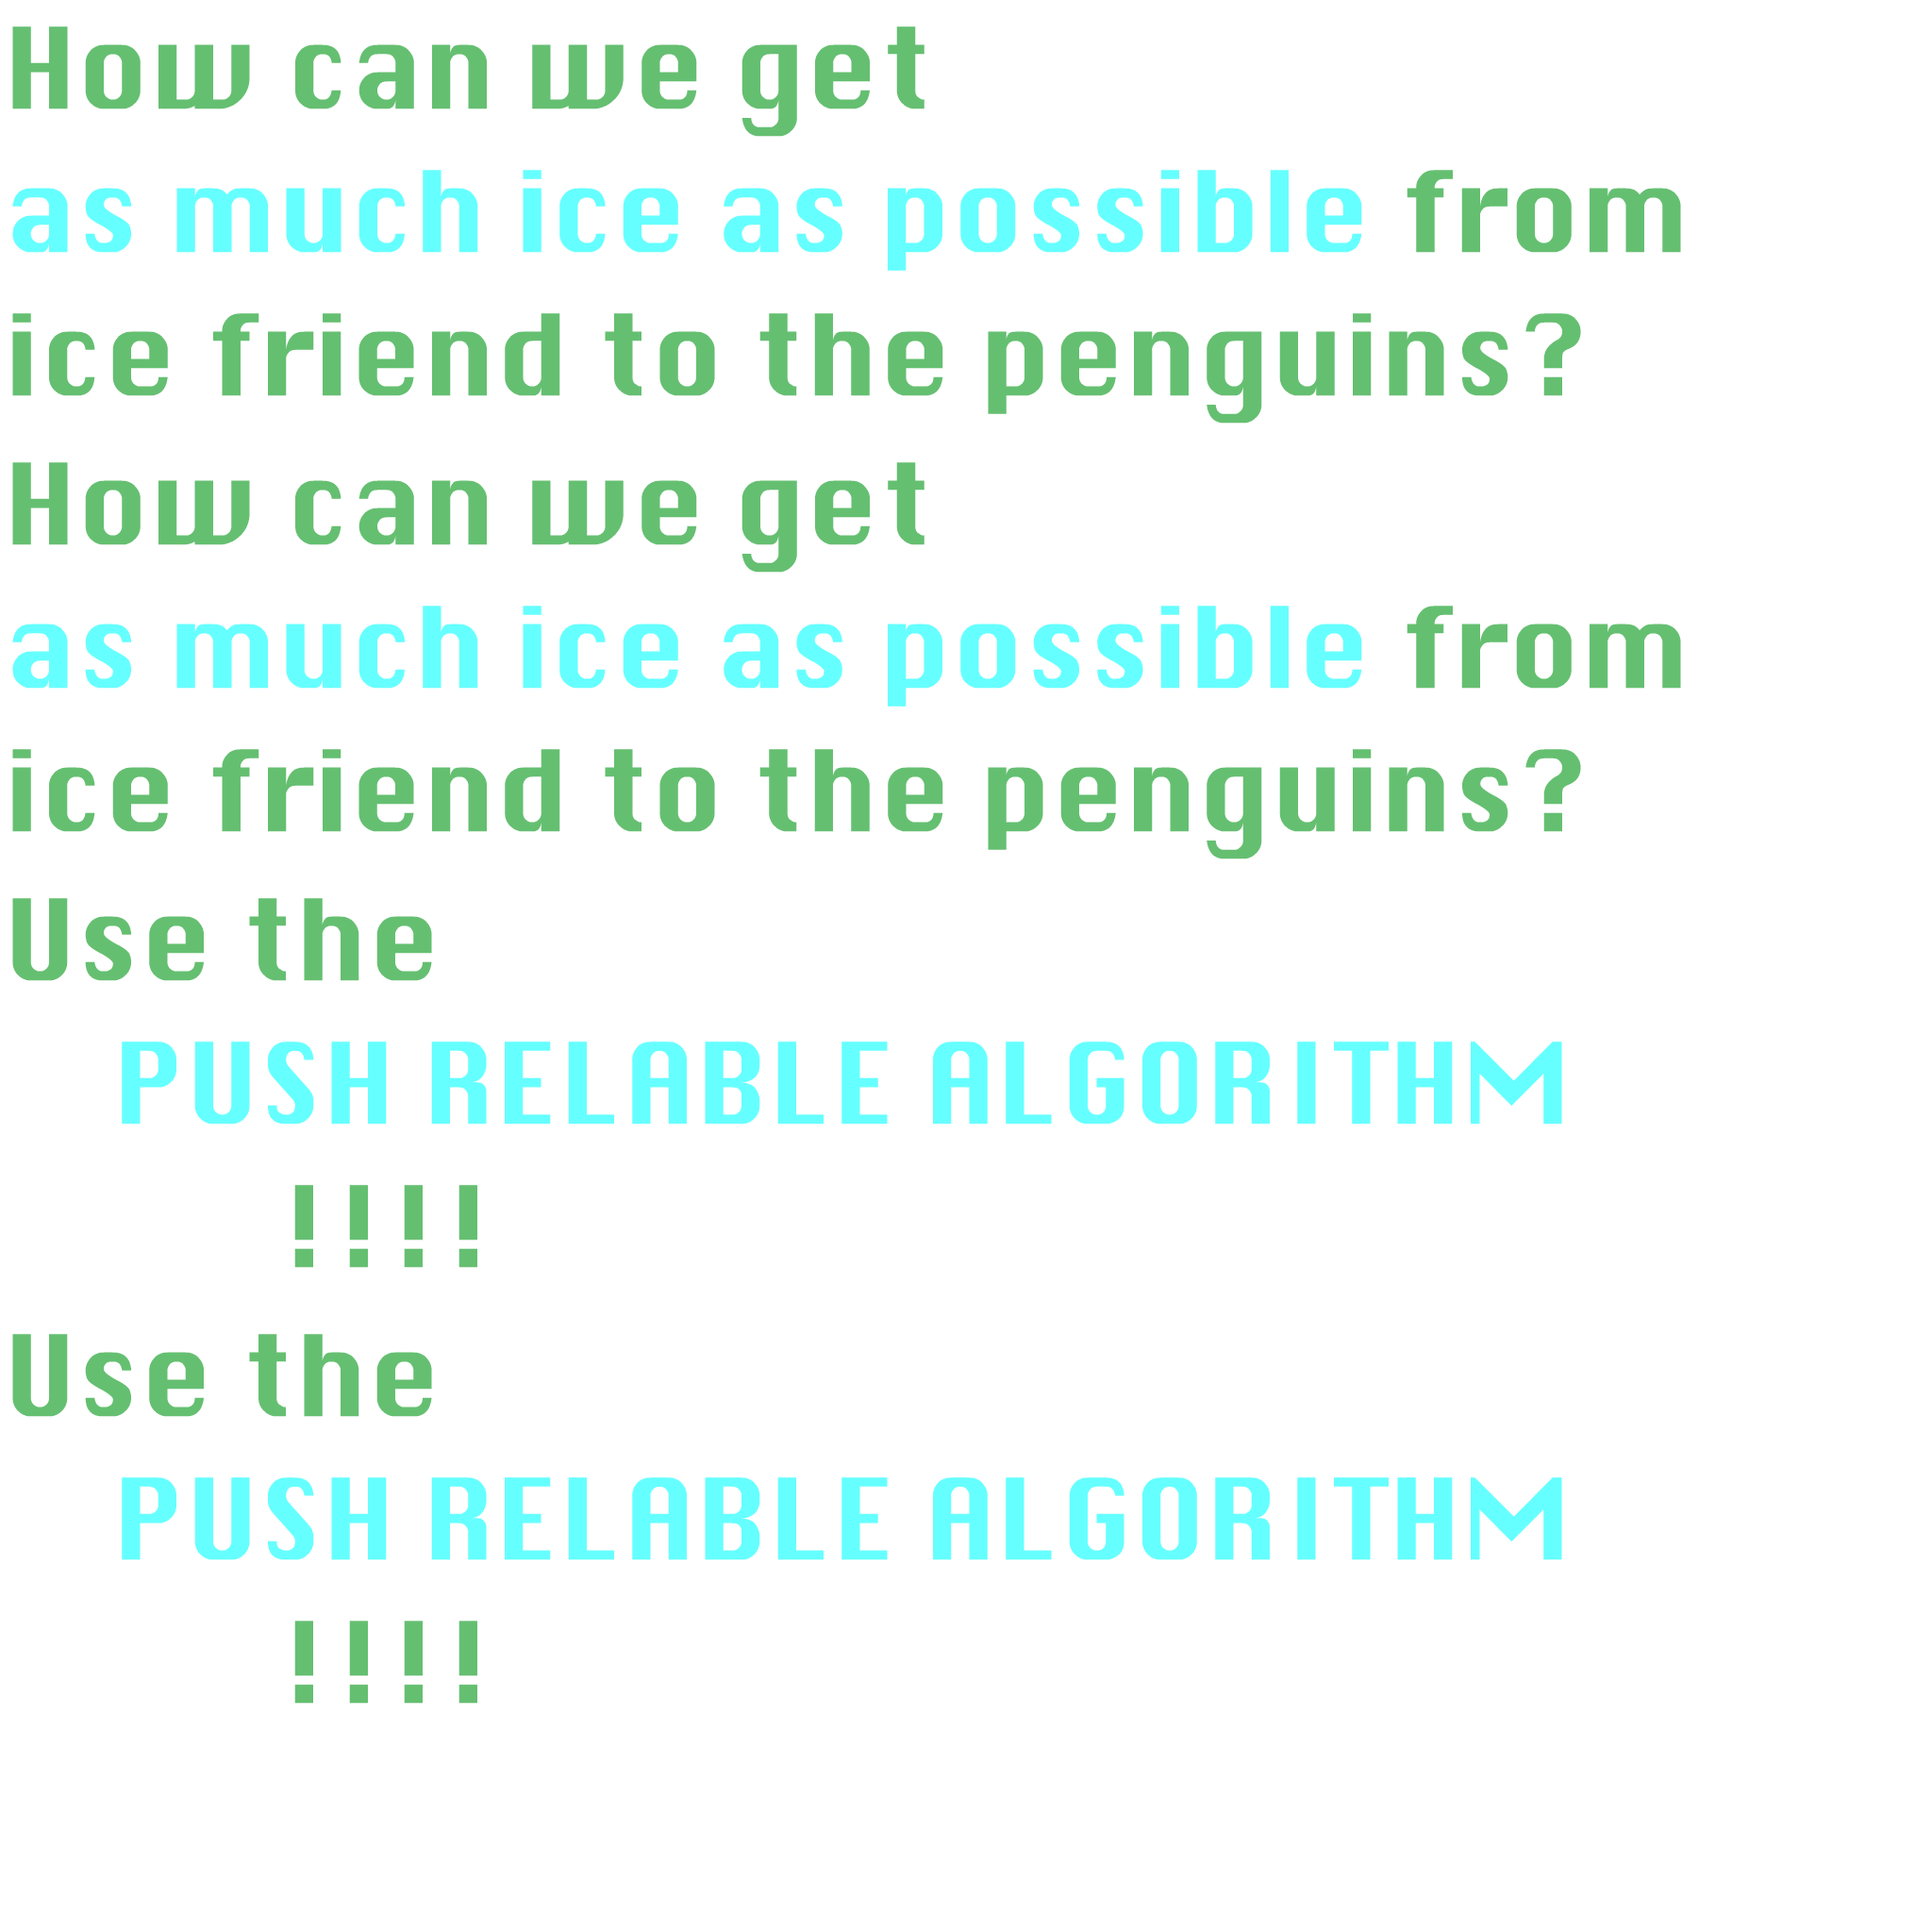 How can we get
as much ice as possible from
ice friend to the penguins?
How can we get
as much ice as possible from
ice friend to the penguins?
Use the
PUSH RELABLE ALGORITHM
!!!!
Use the
PUSH RELABLE ALGORITHM
!!!!